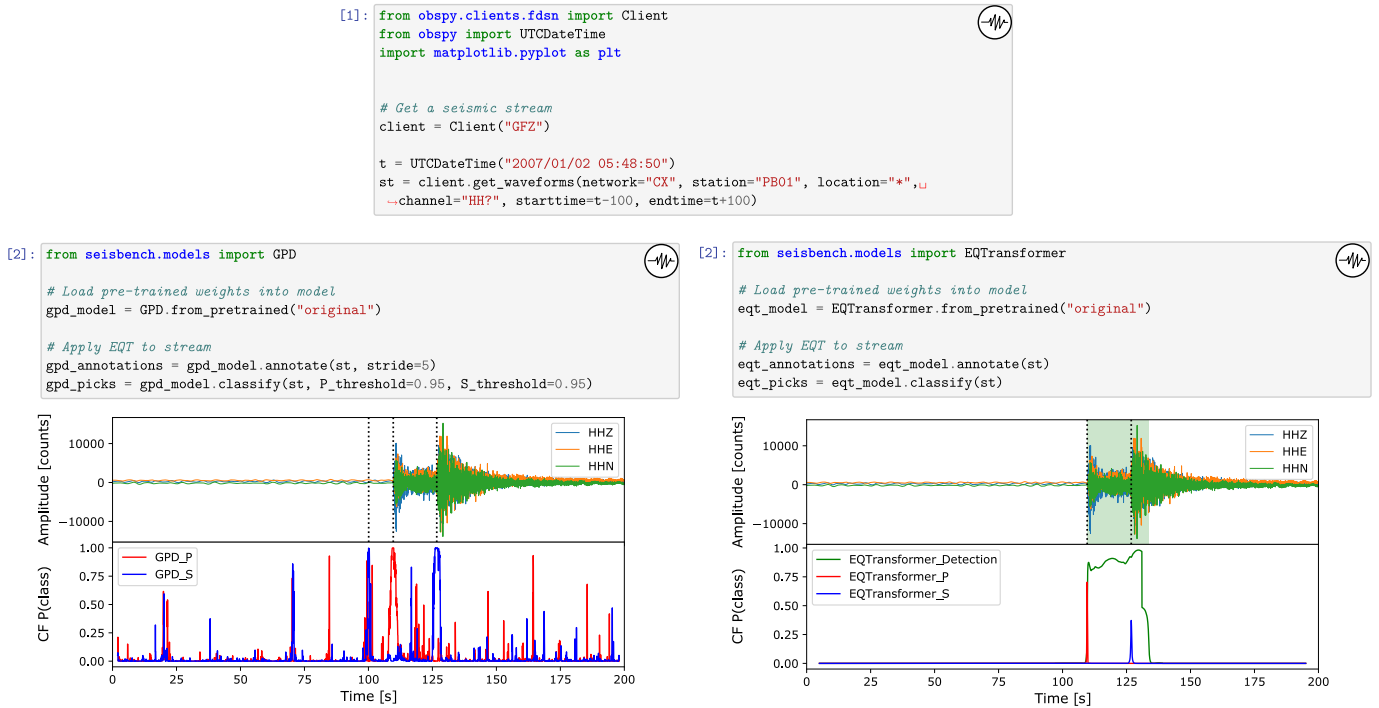 [1]: from obspy.clients.fdsn import Client
from obspy import UTCDateTime
import matplotlib.pyplot as plt
# Get a seismic stream
client = Client("GFZ")
t = UTCDateTime("2007/01/02 05:48:50")
st = client.get_waveforms(network="CX", station="PB01", location="*",␣
↪channel="HH?", starttime=t-100, endtime=t+100)
[2]: from seisbench.models import GPD
# Load pre-trained weights into model
gpd_model = GPD.from_pretrained("original")
# Apply EQT to stream
gpd_annotations = gpd_model.annotate(st, stride=5)
gpd_picks = gpd_model.classify(st, P_threshold=0.95, S_threshold=0.95)
Amplitude [counts]
10000
0
−10000
HHZ
HHE
HHN
CF P(class)
1.00
0.75
0.50
0.25
0.00
GPD_P
GPD_S
0 25 50 75 100 125 150 175 200
Time [s]
[2]: from seisbench.models import EQTransformer
# Load pre-trained weights into model
eqt_model = EQTransformer.from_pretrained("original")
# Apply EQT to stream
eqt_annotations = eqt_model.annotate(st)
eqt_picks = eqt_model.classify(st)
Amplitude [counts]
10000
0
−10000
HHZ
HHE
HHN
CF P(class)
1.00
0.75
0.50
0.25
0.00
EQTransformer_Detection
EQTransformer_P
EQTransformer_S
0 25 50 75 100 125 150 175 200
Time [s]